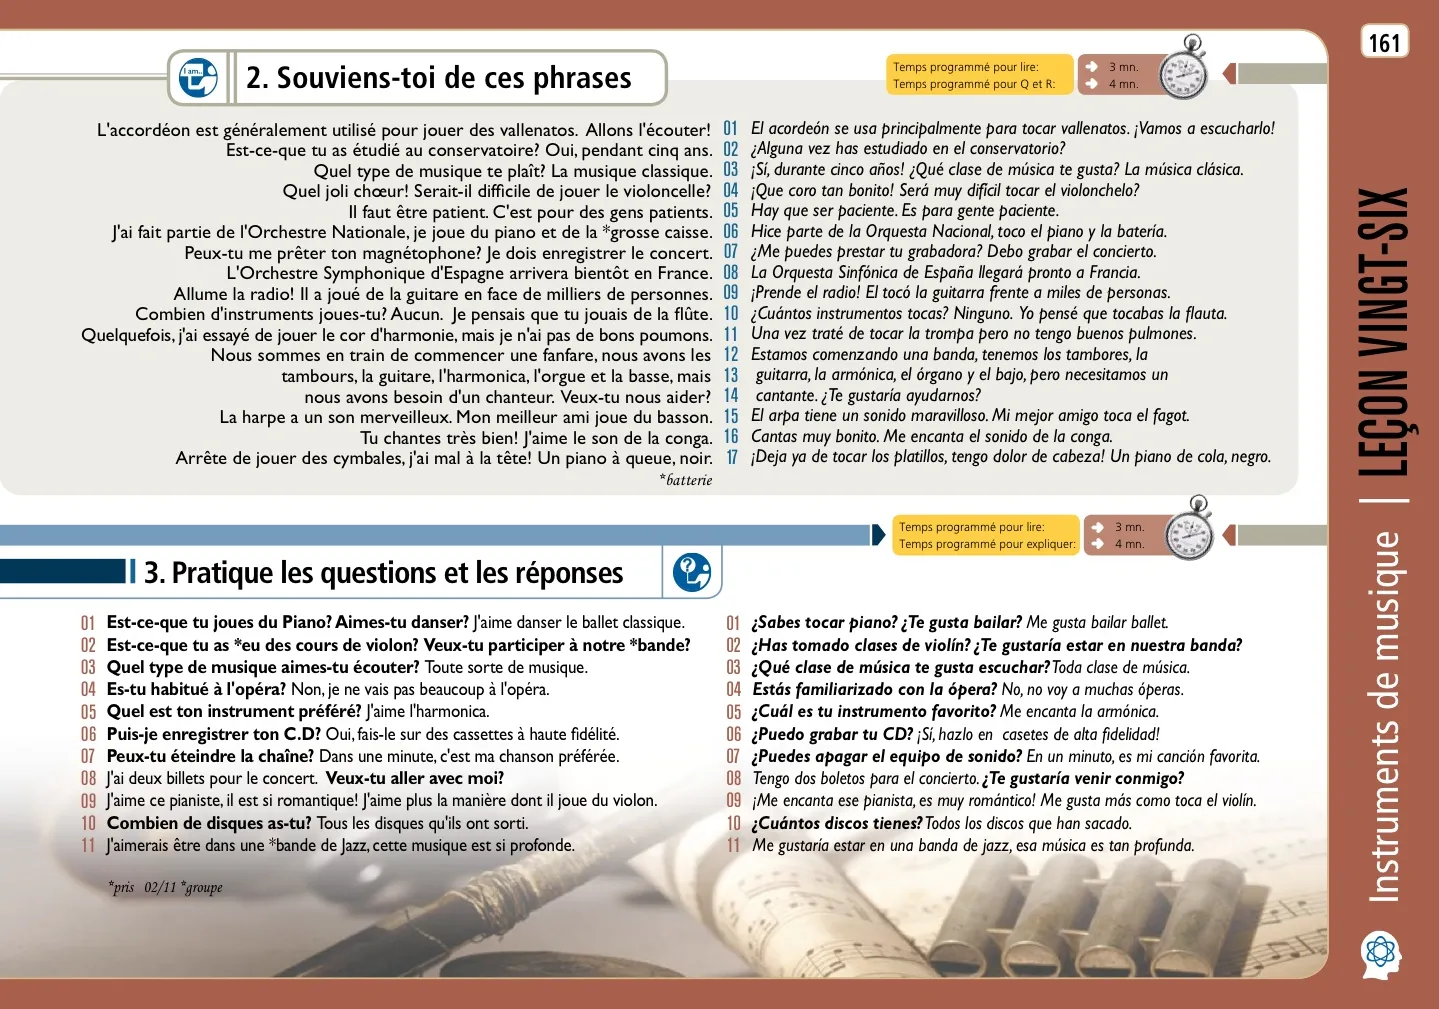 161
I am..
2. Souviens-toi de ces phrases
Temps programmé pour lire: 3 mn.
Temps programmé pour Q et R: 4 mn.
L'accordéon est généralement utilisé pour jouer des vallenatos. Allons l'écouter! 01 El acordeón se usa principalmente para tocar vallenatos. ¡Vamos a escucharlo!
Est-ce-que tu as étudié au conservatoire? Oui, pendant cinq ans. 02 ¿Alguna vez has estudiado en el conservatorio?
Quel type de musique te plaît? La musique classique. 03 ¡Sí, durante cinco años! ¿Qué clase de música te gusta? La música clásica.
Quel joli chœur! Serait-il difficile de jouer le violoncelle? 04 ¡Que coro tan bonito! Será muy difícil tocar el violonchelo?
Il faut être patient. C'est pour des gens patients. 05 Hay que ser paciente. Es para gente paciente.
J'ai fait partie de l'Orchestre Nationale, je joue du piano et de la *grosse caisse. 06 Hice parte de la Orquesta Nacional, toco el piano y la batería.
Peux-tu me prêter ton magnétophone? Je dois enregistrer le concert. 07 ¿Me puedes prestar tu grabadora? Debo grabar el concierto.
L'Orchestre Symphonique d'Espagne arrivera bientôt en France. 08 La Orquesta Sinfónica de España llegará pronto a Francia.
Allume la radio! Il a joué de la guitare en face de milliers de personnes. 09 ¡Prende el radio! El tocó la guitarra frente a miles de personas.
Combien d'instruments joues-tu? Aucun. Je pensais que tu jouais de la flûte. 10 ¿Cuántos instrumentos tocas? Ninguno. Yo pensé que tocabas la flauta.
Quelquefois, j'ai essayé de jouer le cor d'harmonie, mais je n'ai pas de bons poumons. 11 Una vez traté de tocar la trompa pero no tengo buenos pulmones.
Nous sommes en train de commencer une fanfare, nous avons les 12 Estamos comenzando una banda, tenemos los tambores, la
tambours, la guitare, l'harmonica, l'orgue et la basse, mais 13 guitarra, la armónica, el órgano y el bajo, pero necesitamos un
nous avons besoin d'un chanteur. Veux-tu nous aider? 14 cantante. ¿Te gustaría ayudarnos?
La harpe a un son merveilleux. Mon meilleur ami joue du basson. 15 El arpa tiene un sonido maravilloso. Mi mejor amigo toca el fagot.
Tu chantes très bien! J'aime le son de la conga. 16 Cantas muy bonito. Me encanta el sonido de la conga.
Arrête de jouer des cymbales, j'ai mal à la tête! Un piano à queue, noir. 17 ¡Deja ya de tocar los platillos, tengo dolor de cabeza! Un piano de cola, negro.
*batterie
Temps programmé pour lire: 3 mn.
Temps programmé pour expliquer: 4 mn.
3. Pratique les questions et les réponses
?
01 Est-ce-que tu joues du Piano? Aimes-tu danser? J'aime danser le ballet classique.
02 Est-ce-que tu as *eu des cours de violon? Veux-tu participer à notre *bande?
03 Quel type de musique aimes-tu écouter? Toute sorte de musique.
04 Es-tu habitué à l'opéra? Non, je ne vais pas beaucoup à l'opéra.
05 Quel est ton instrument préféré? J'aime l'harmonica.
06 Puis-je enregistrer ton C.D? Oui, fais-le sur des cassettes à haute fidélité.
07 Peux-tu éteindre la chaîne? Dans une minute, c'est ma chanson préférée.
08 J'ai deux billets pour le concert. Veux-tu aller avec moi?
09 J'aime ce pianiste, il est si romantique! J'aime plus la manière dont il joue du violon.
10 Combien de disques as-tu? Tous les disques qu'ils ont sorti.
11 J'aimerais être dans une *bande de Jazz, cette musique est si profonde.
*pris 02/11 *groupe
01 ¿Sabes tocar piano? ¿Te gusta bailar? Me gusta bailar ballet.
02 ¿Has tomado clases de violín? ¿Te gustaría estar en nuestra banda?
03 ¿Qué clase de música te gusta escuchar? Toda clase de música.
04 Estás familiarizado con la ópera? No, no voy a muchas óperas.
05 ¿Cuál es tu instrumento favorito? Me encanta la armónica.
06 ¿Puedo grabar tu CD? ¡Sí, hazlo en casetes de alta fidelidad!
07 ¿Puedes apagar el equipo de sonido? En un minuto, es mi canción favorita.
08 Tengo dos boletos para el concierto. ¿Te gustaría venir conmigo?
09 ¡Me encanta ese pianista, es muy romántico! Me gusta más como toca el violín.
10 ¿Cuántos discos tienes? Todos los discos que han sacado.
11 Me gustaría estar en una banda de jazz, esa música es tan profunda.
Instruments de musique | LEÇON VINGT-SIX